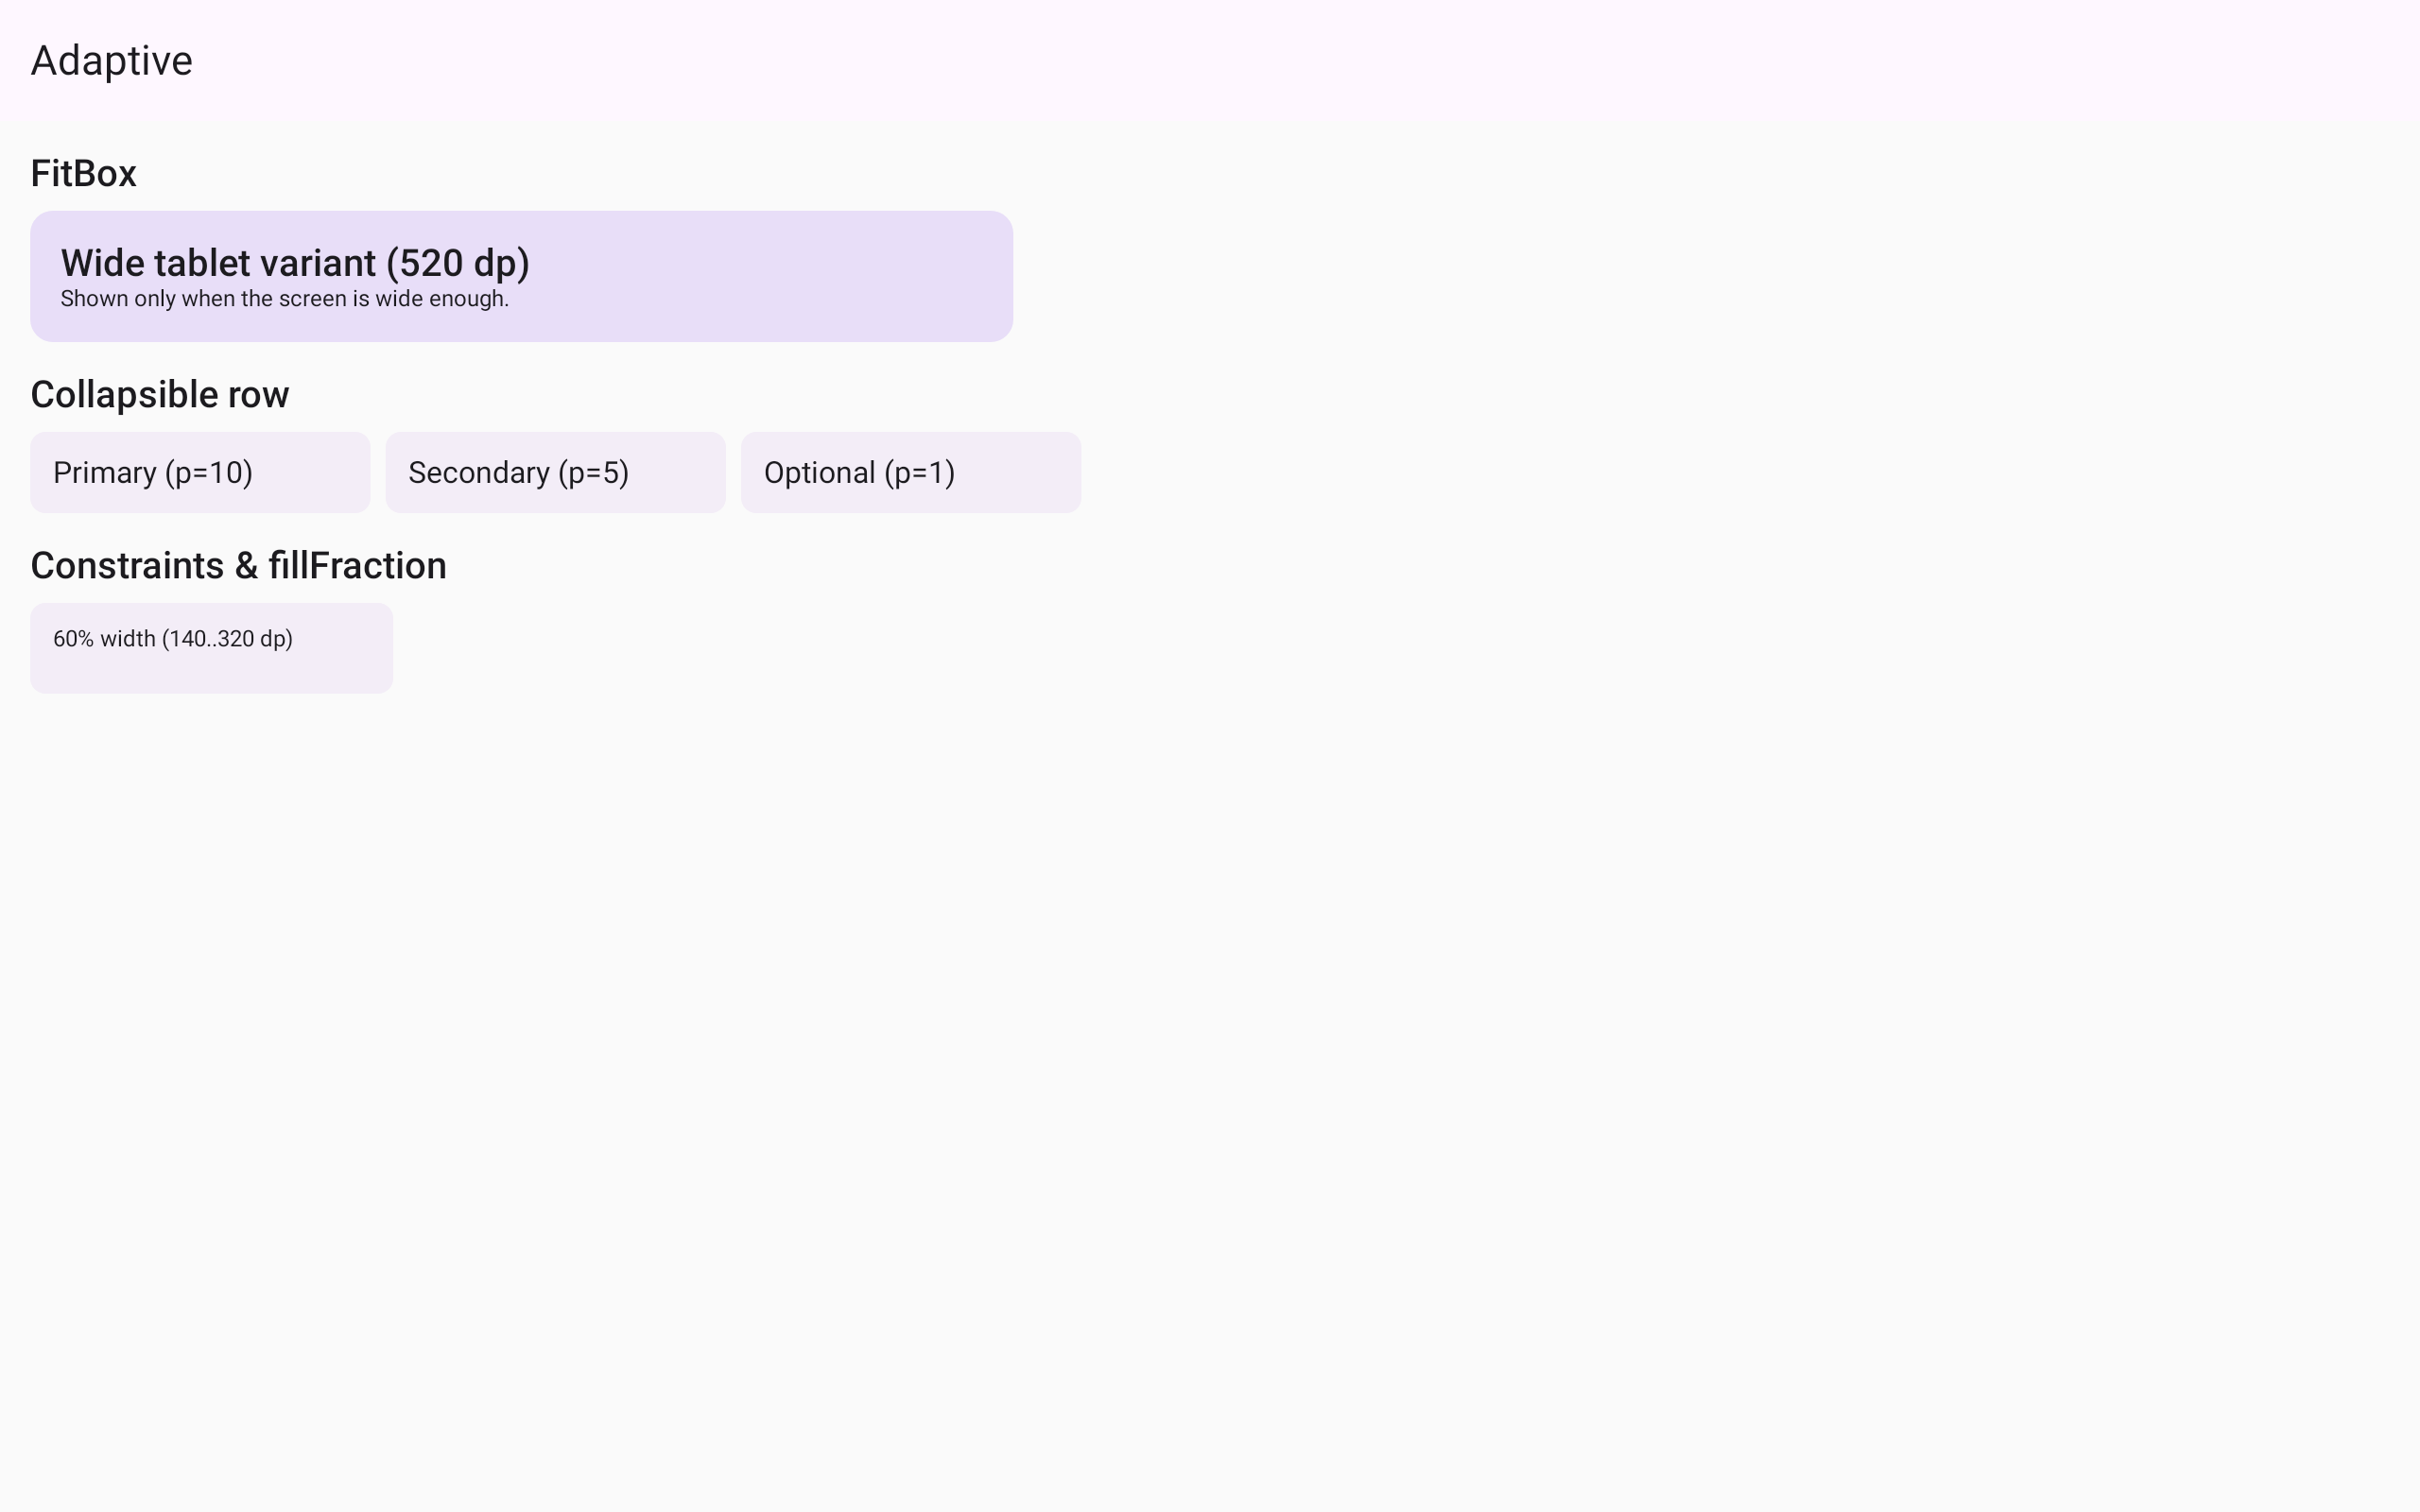 Adaptive
FitBox
Wide tablet variant (520 dp)
Shown only when the screen is wide enough.
Collapsible row
Primary (p=10)
Secondary (p=5)
Optional (p=1)
Constraints & fillFraction
60% width (140..320 dp)